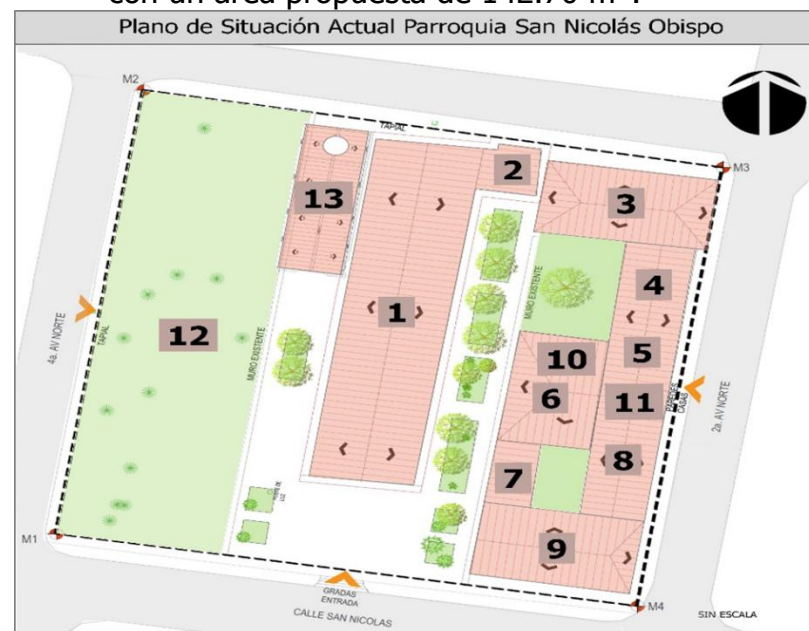 con un área propuesta de 142.70 m².
Plano de Situación Actual Parroquia San Nicolás Obispo
M2
TAPIAL
M3
2
13
3
4
1
5
12
10
6
11
7
8
9
4a. AV NORTE
TAPIAL
MURO EXISTENTE
MURO EXISTENTE
PAREDES
CASAS
2a. AV NORTE
M1
GRADAS
ENTRADA
CALLE SAN NICOLAS
M4
SIN ESCALA